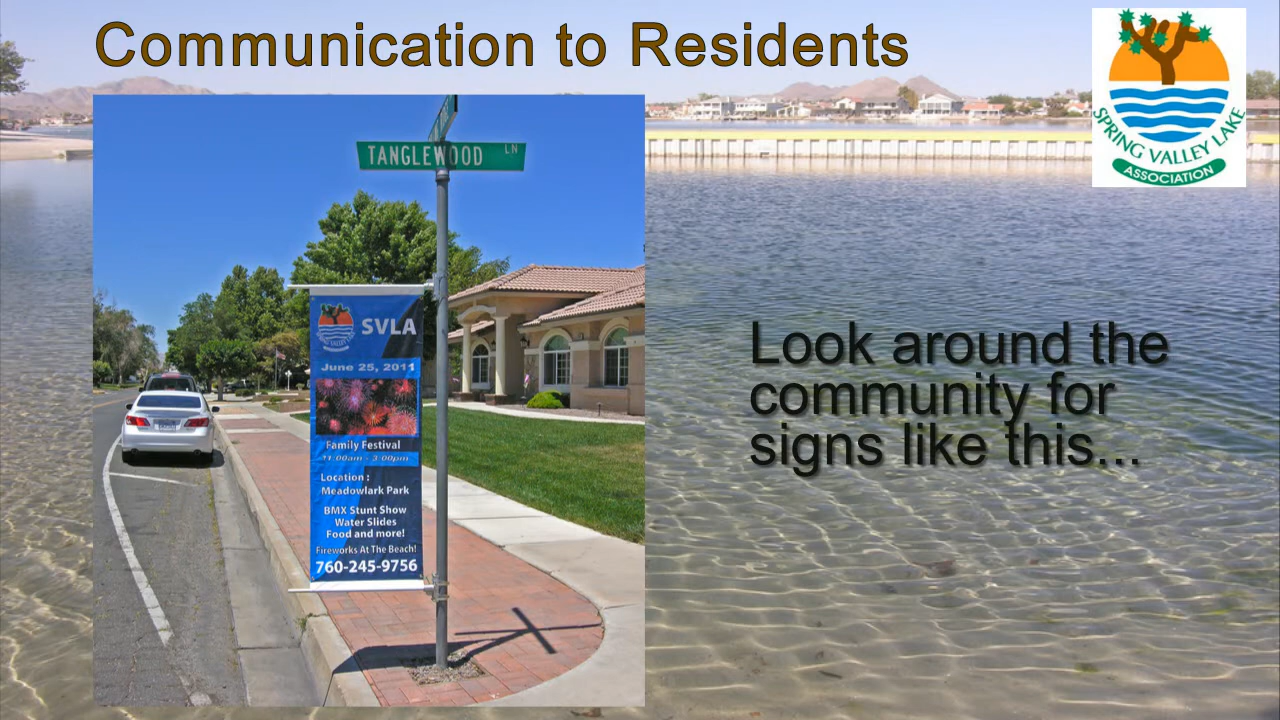 Communication to Residents
SPRING VALLEY LAKE
ASSOCIATION
TANGLEWOOD LN
SVLA
June 25, 2011
Family Festival
11:00am - 3:00pm
Location :
Meadowlark Park
BMX Stunt Show
Water Slides
Food and more!
Fireworks At The Beach!
760-245-9756
Look around the
community for
signs like this...